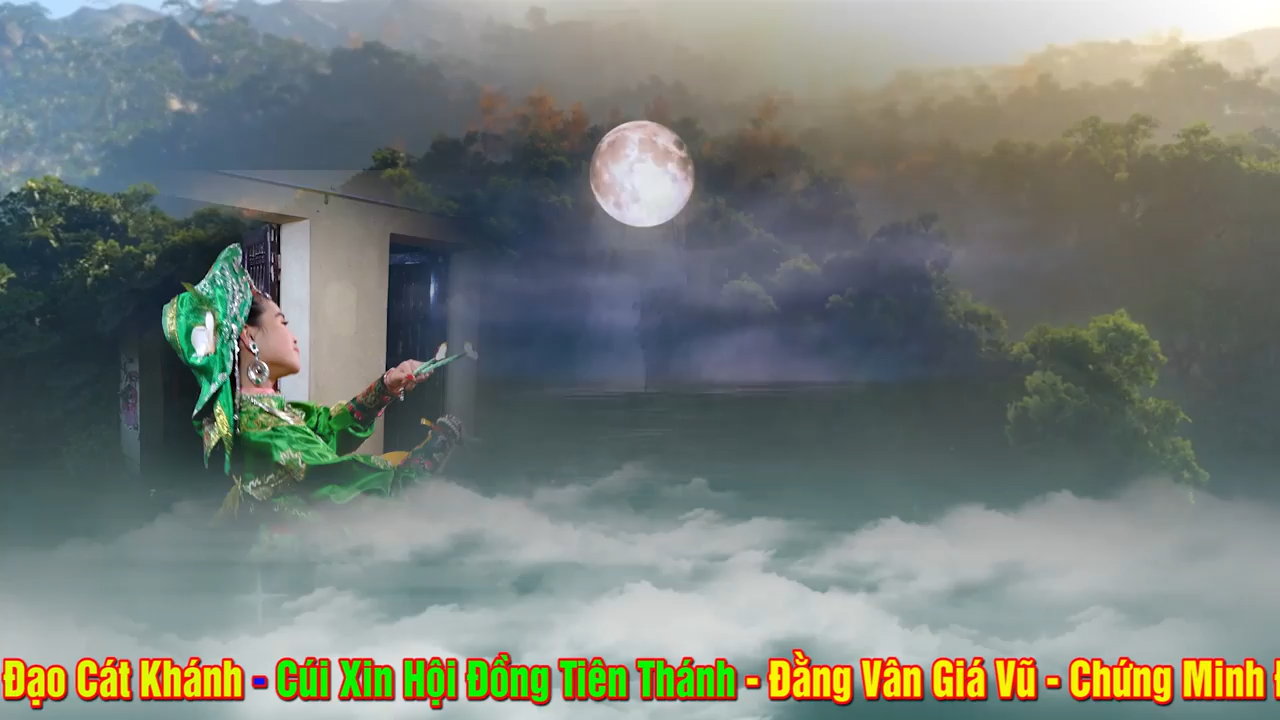 Đạo Cát Khánh - Cúi Xin Hội Đồng Tiên Thánh - Đằng Vân Giá Vũ - Chứng Minh